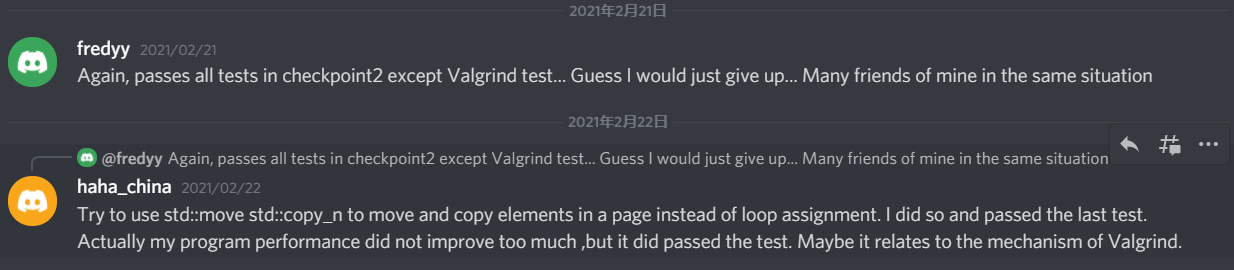 2021年2月21日
fredyy 2021/02/21
Again, passes all tests in checkpoint2 except Valgrind test... Guess I would just give up... Many friends of mine in the same situation
2021年2月22日
@fredyy Again, passes all tests in checkpoint2 except Valgrind test... Guess I would just give up... Many friends of mine in the same situation
haha_china 2021/02/22
Try to use std::move std::copy_n to move and copy elements in a page instead of loop assignment. I did so and passed the last test.
Actually my program performance did not improve too much ,but it did passed the test. Maybe it relates to the mechanism of Valgrind.